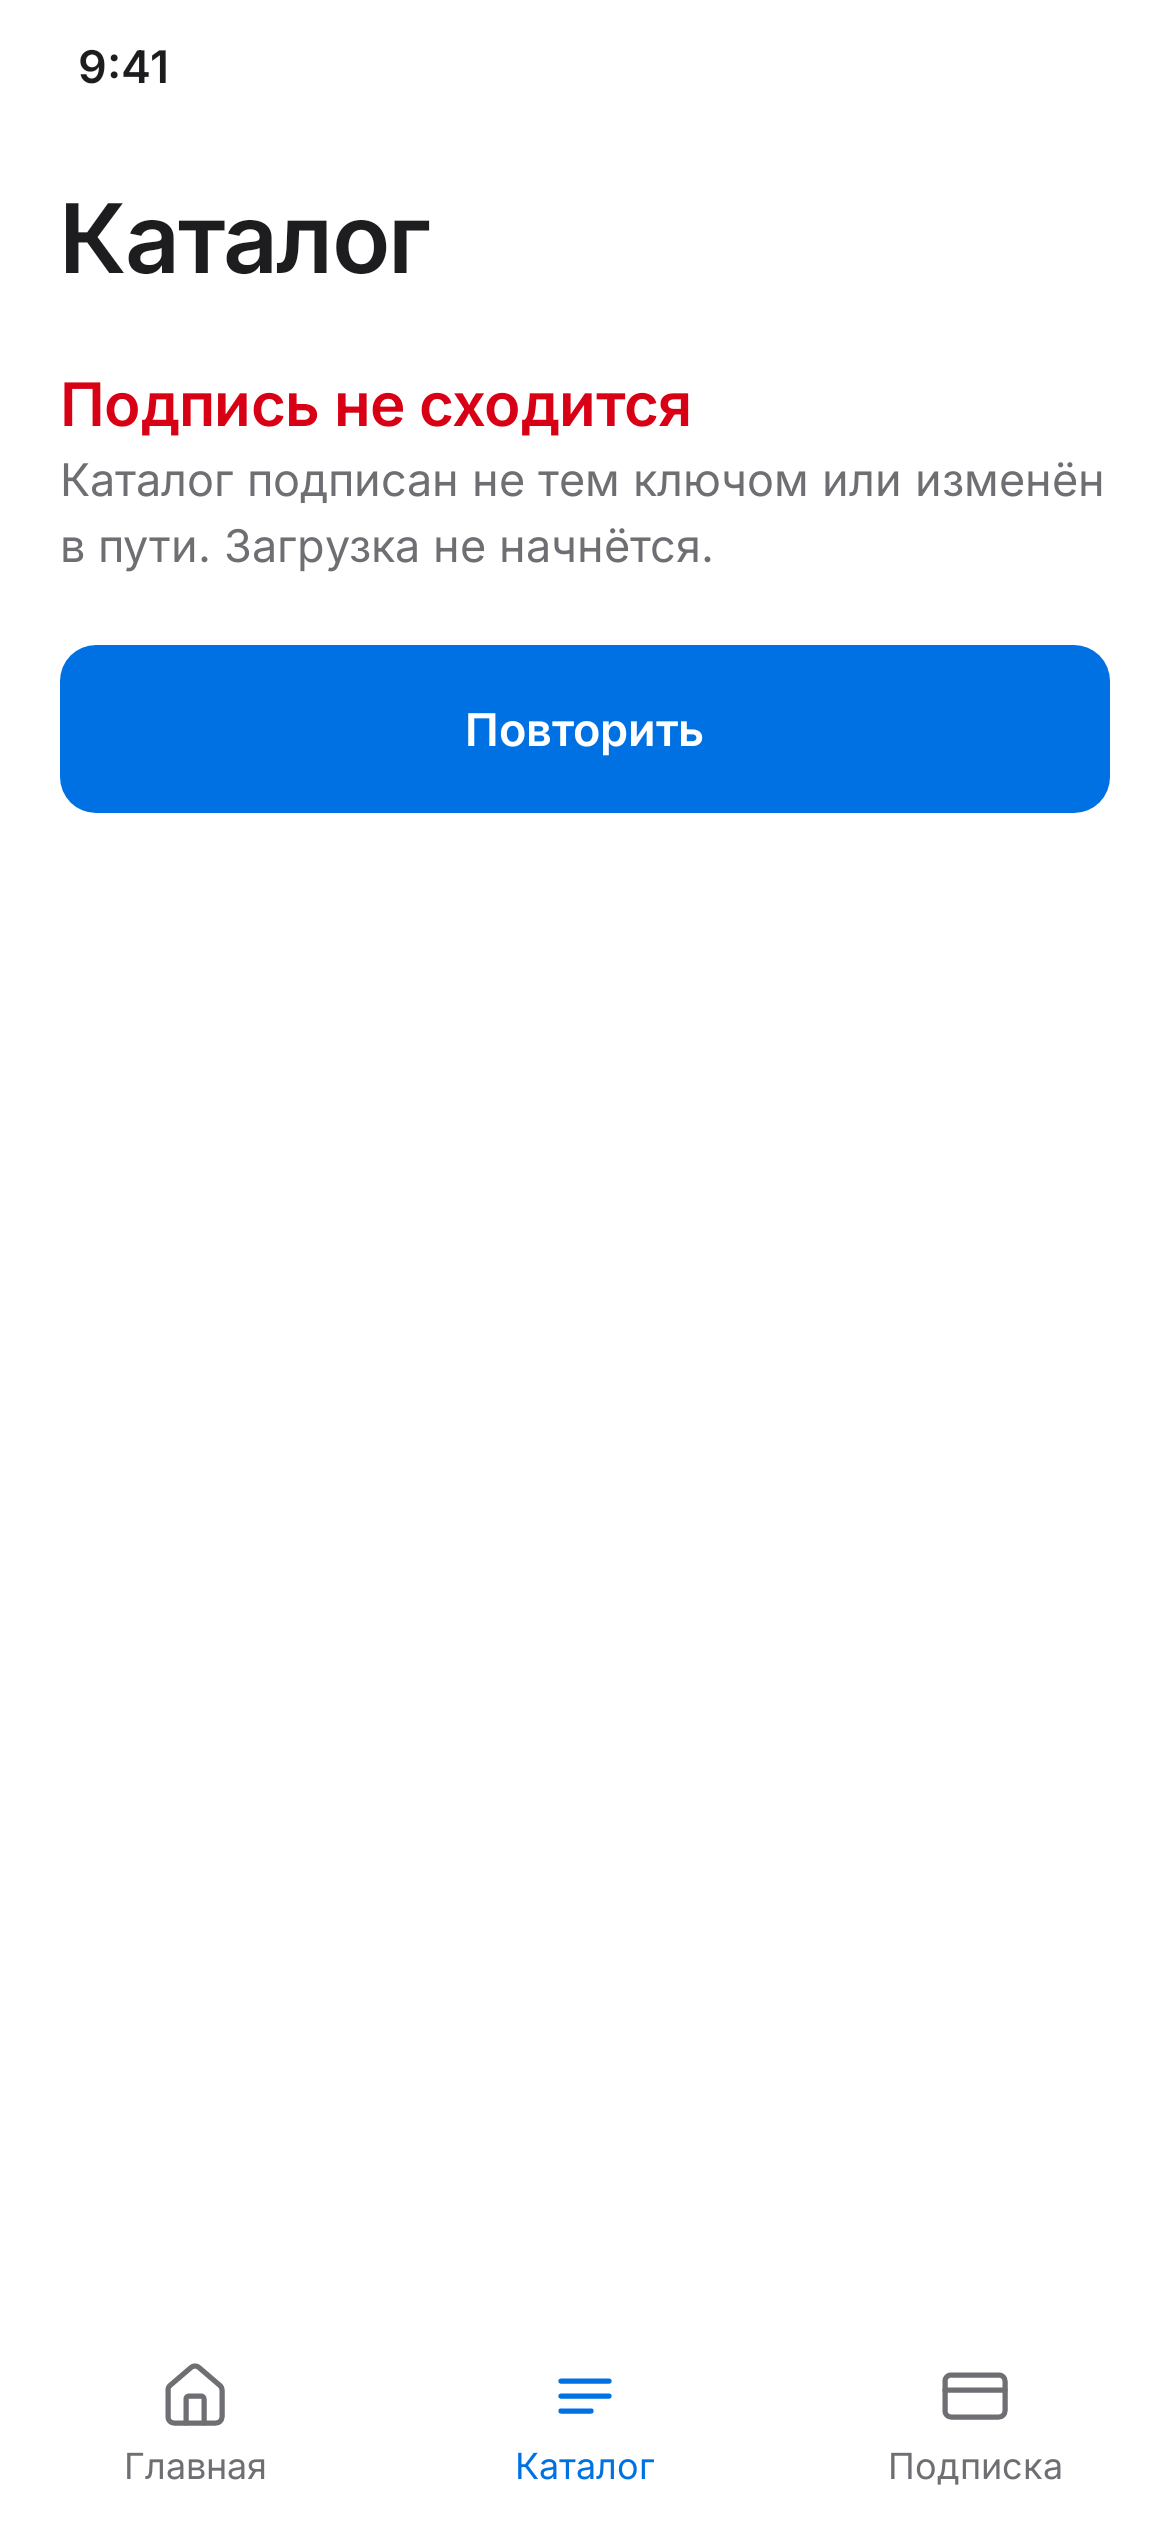 9:41
Каталог
Подпись не сходится
Каталог подписан не тем ключом или изменён
в пути. Загрузка не начнётся.
Повторить
Главная
Каталог
Подписка